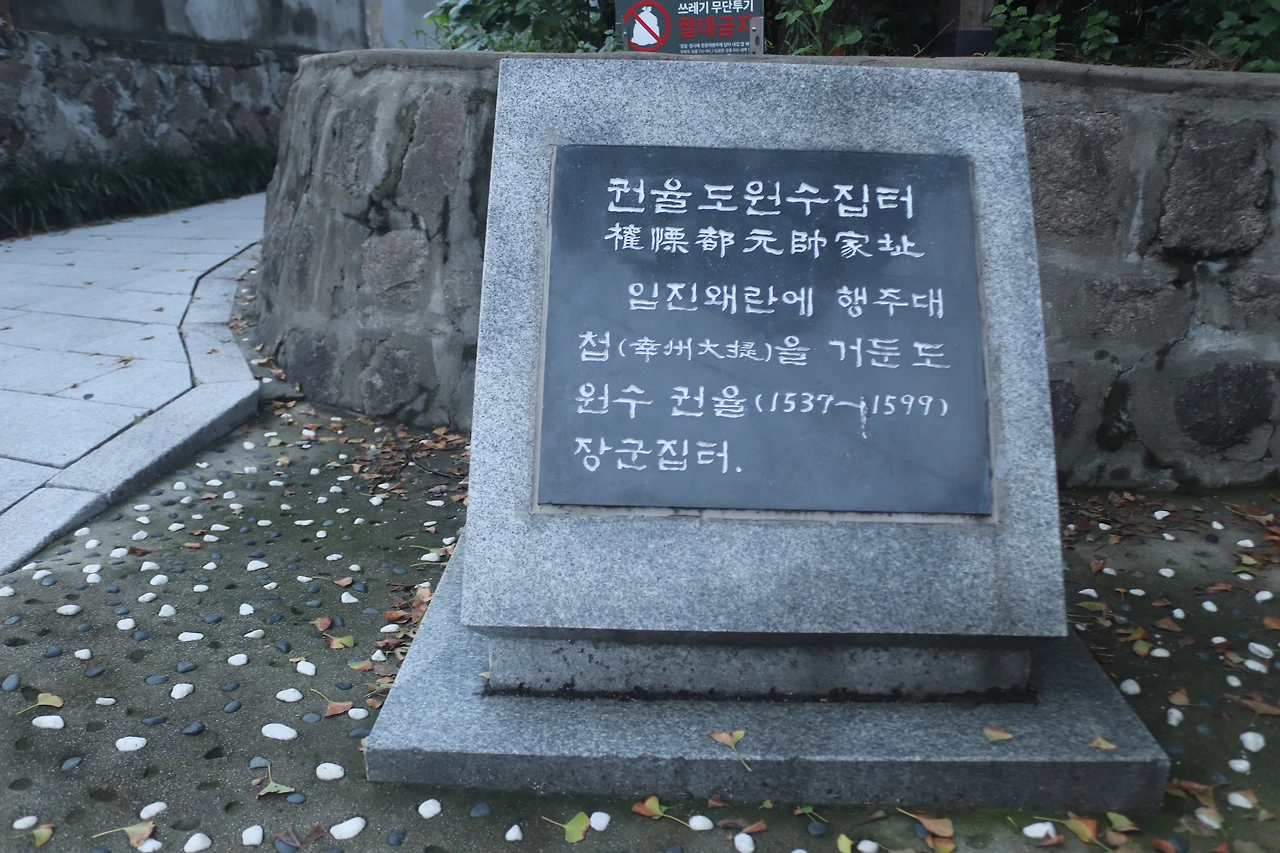 쓰레기 무단투기
절대금지
권율도원수집터
權慄都元帥家址
임진왜란에 행주대
첩(幸州大捷)을 거둔도
원수 권율(1537~1599)
장군집터.